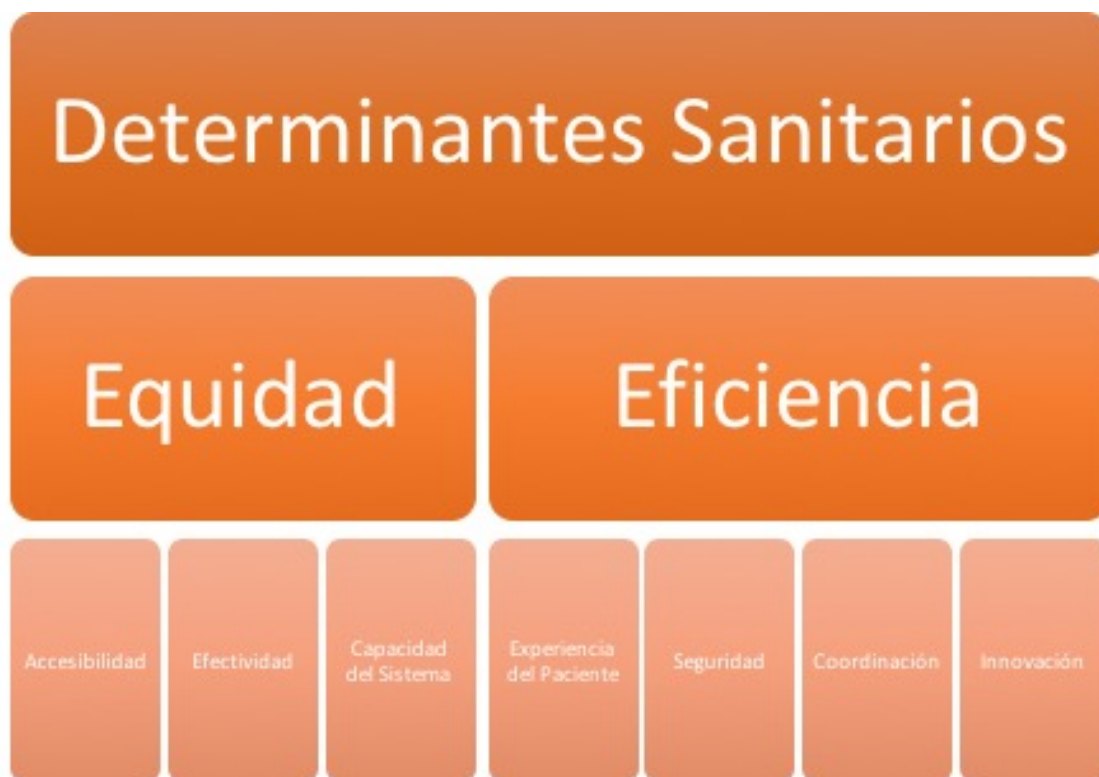 Determinantes Sanitarios
Equidad
Eficiencia
Accesibilidad
Efectividad
Capacidad
del Sistema
Experiencia
del Paciente
Seguridad
Coordinación
Innovación